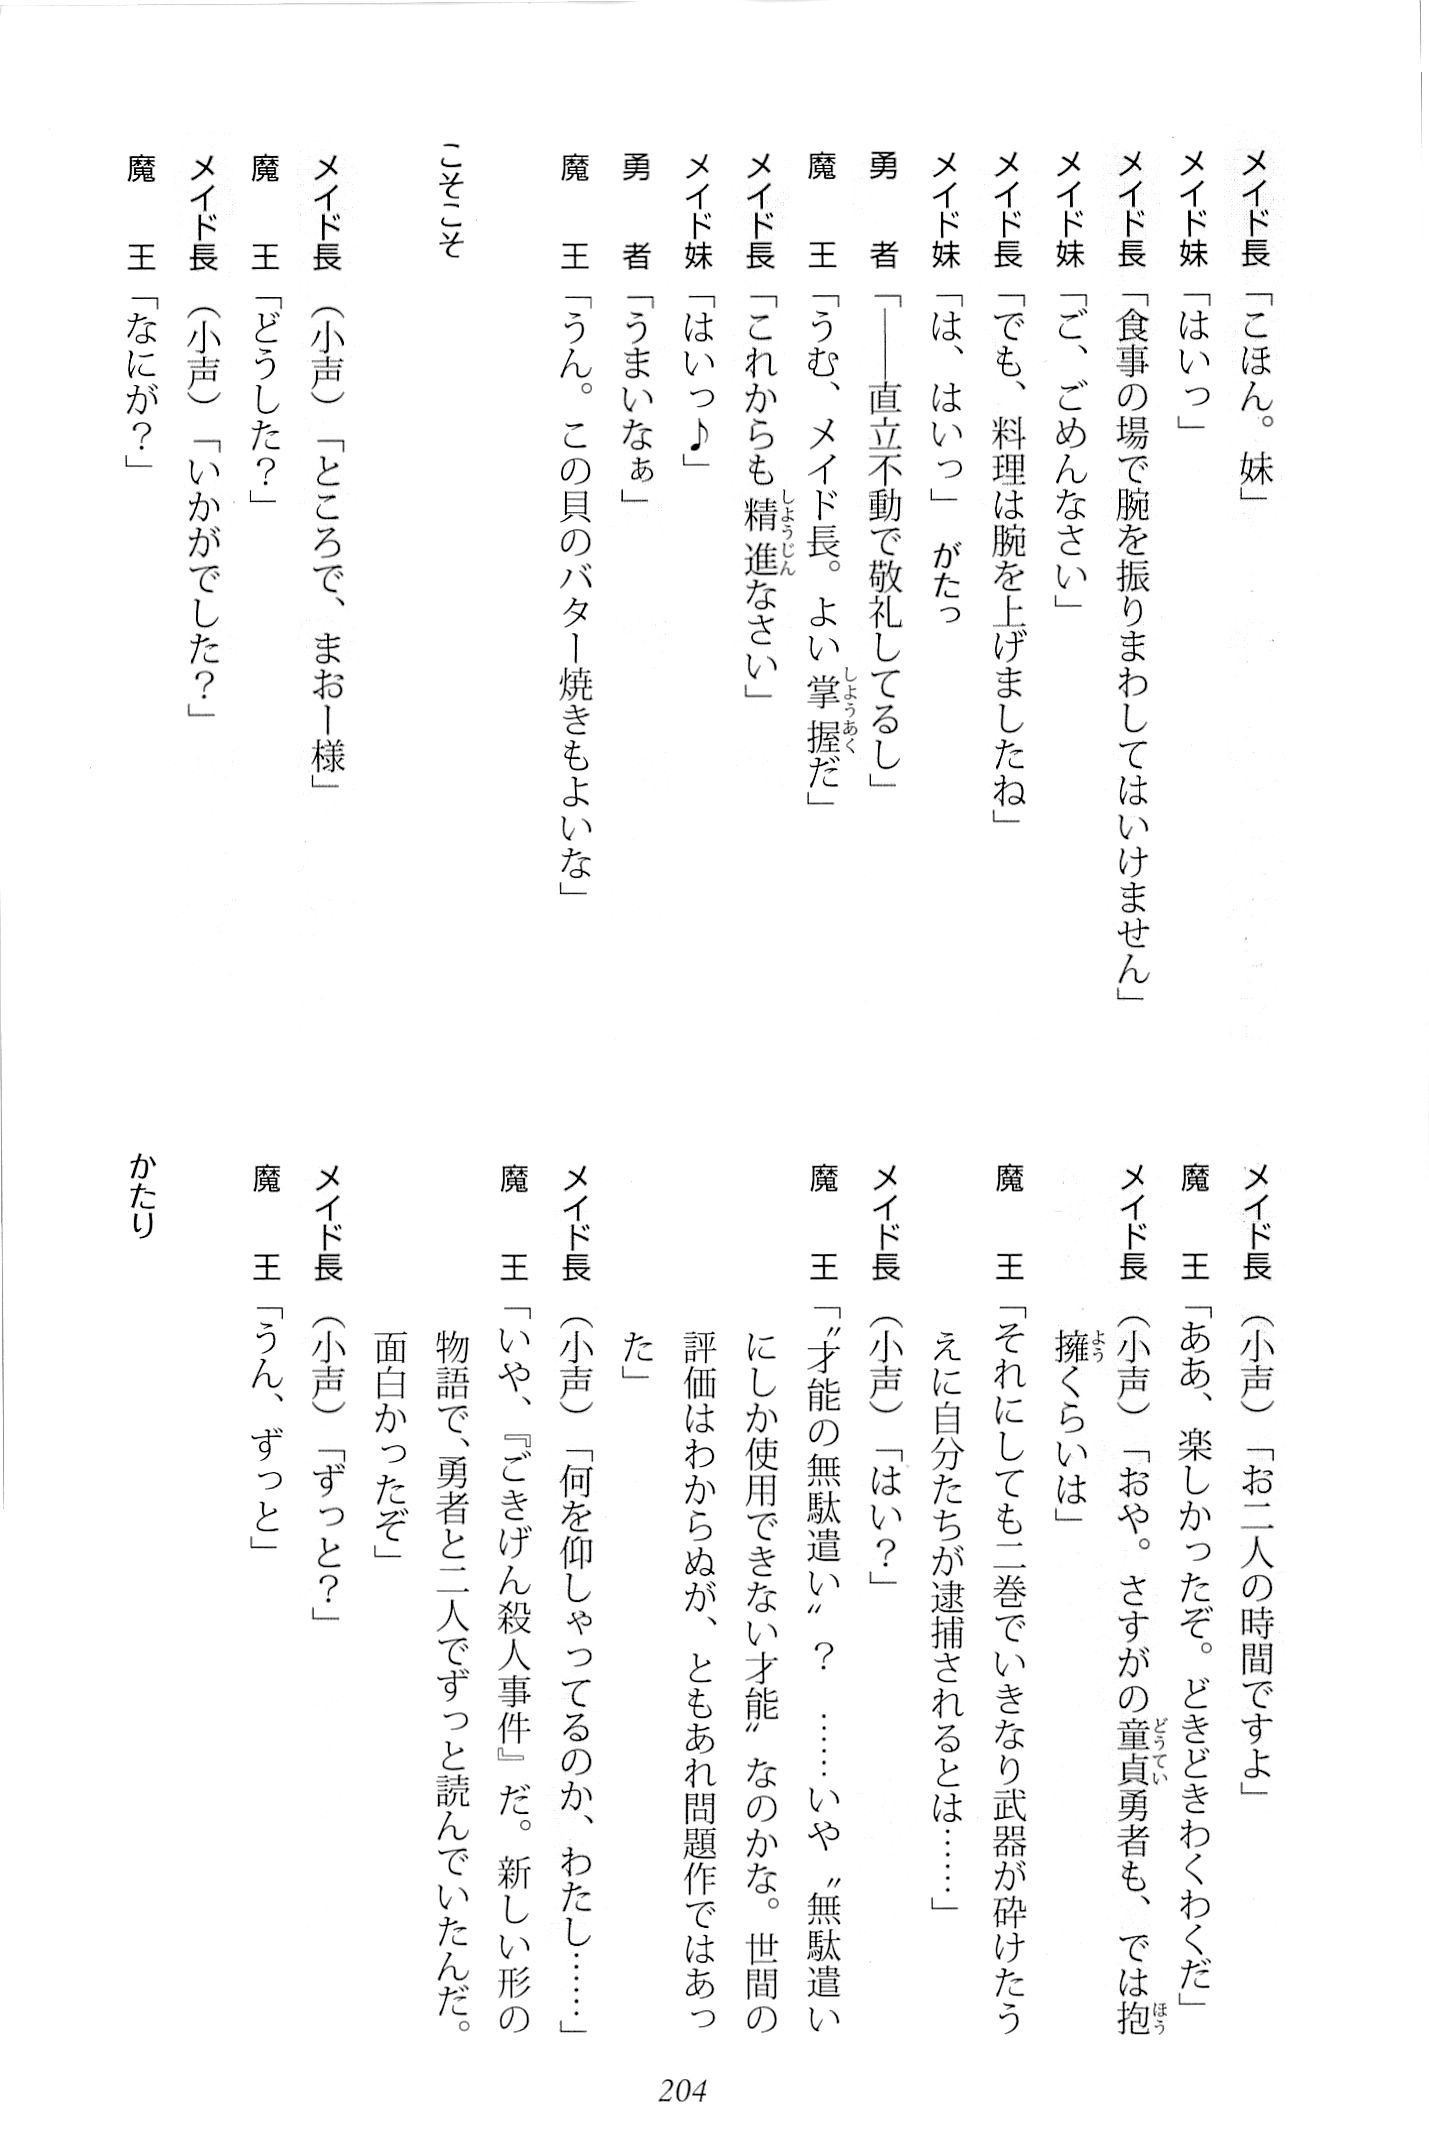 メイド長「こほん。妹」
メイド妹「はいっ」
メイド長「食事の場で腕を振りまわしてはいけません」
メイド妹「ご、ごめんなさい」
メイド長「でも、料理は腕を上げましたね」
メイド妹「は、はいっ」　がたっ
勇　者「――直立不動で敬礼してるし」
魔　王「うむ、メイド長。よい掌握だ」
メイド長「これからも精進なさい」
メイド妹「はいっ♪」
勇　者「うまいなぁ」
魔　王「うん。この貝のバター焼きもよいな」
こそこそ
メイド長（小声）「ところで、まおー様」
魔　王「どうした？」
メイド長（小声）「いかがでした？」
魔　王「なにが？」
メイド長（小声）「お二人の時間ですよ」
魔　王「ああ、楽しかったぞ。どきどきわくわくだ」
メイド長（小声）「おや。さすがの童貞勇者も、では抱
擁くらいは」
魔　王「それにしても二巻でいきなり武器が砕けたう
えに自分たちが逮捕されるとは……」
メイド長（小声）「はい？」
魔　王「〝才能の無駄遣い〟？　……いや〝無駄遣い
にしか使用できない才能〟なのかな。世間の
評価はわからぬが、ともあれ問題作ではあっ
た」
メイド長（小声）「何を仰しゃってるのか、わたし……」
魔　王「いや、『ごきげん殺人事件』だ。新しい形の
物語で、勇者と二人でずっと読んでいたんだ。
面白かったぞ」
メイド長（小声）「ずっと？」
魔　王「うん、ずっと」
かたり
204